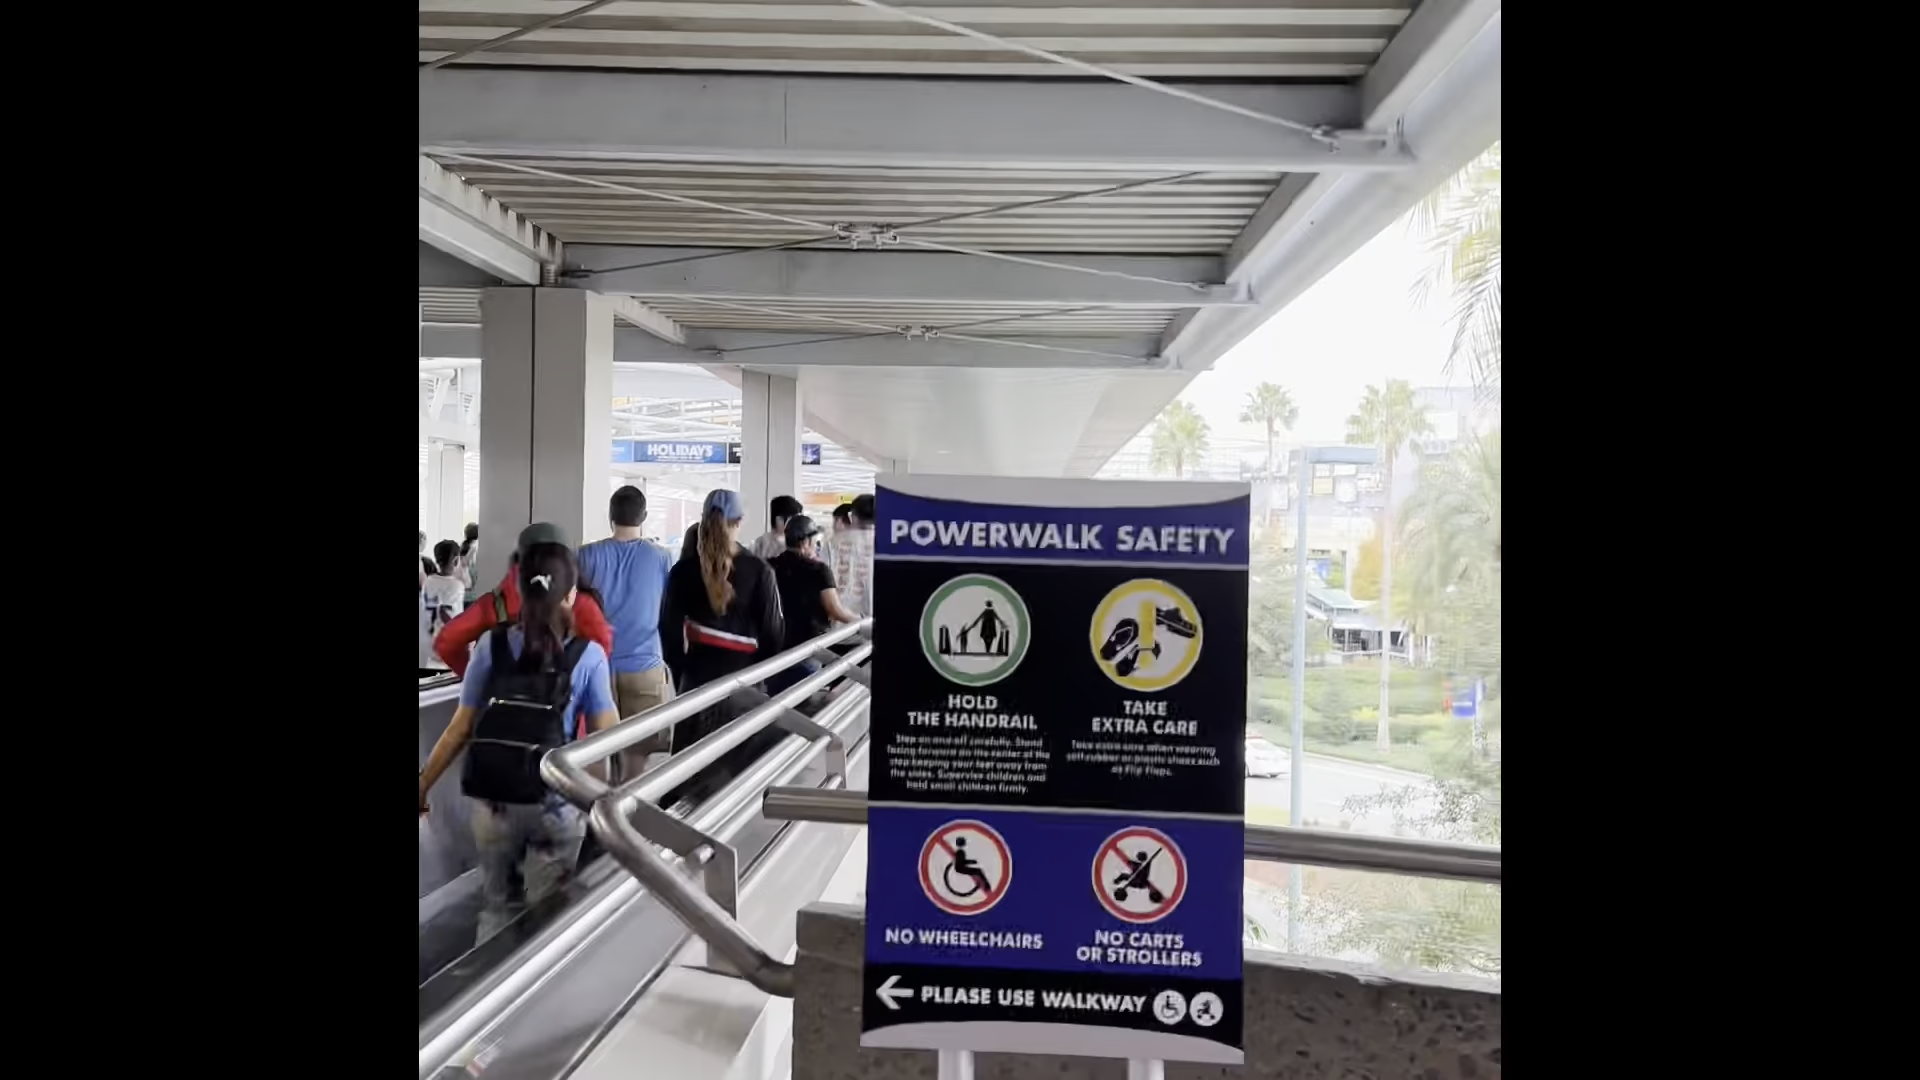 HOLIDAYS
POWERWALK SAFETY
HOLD
THE HANDRAIL
Step on and off carefully. Stand
facing forward on the center of the
step keeping your feet away from
the sides. Supervise children and
hold small children firmly.
TAKE
EXTRA CARE
Take extra care when wearing
soft rubber or plastic shoes such
as Flip Flops.
NO WHEELCHAIRS
NO CARTS
OR STROLLERS
← PLEASE USE WALKWAY